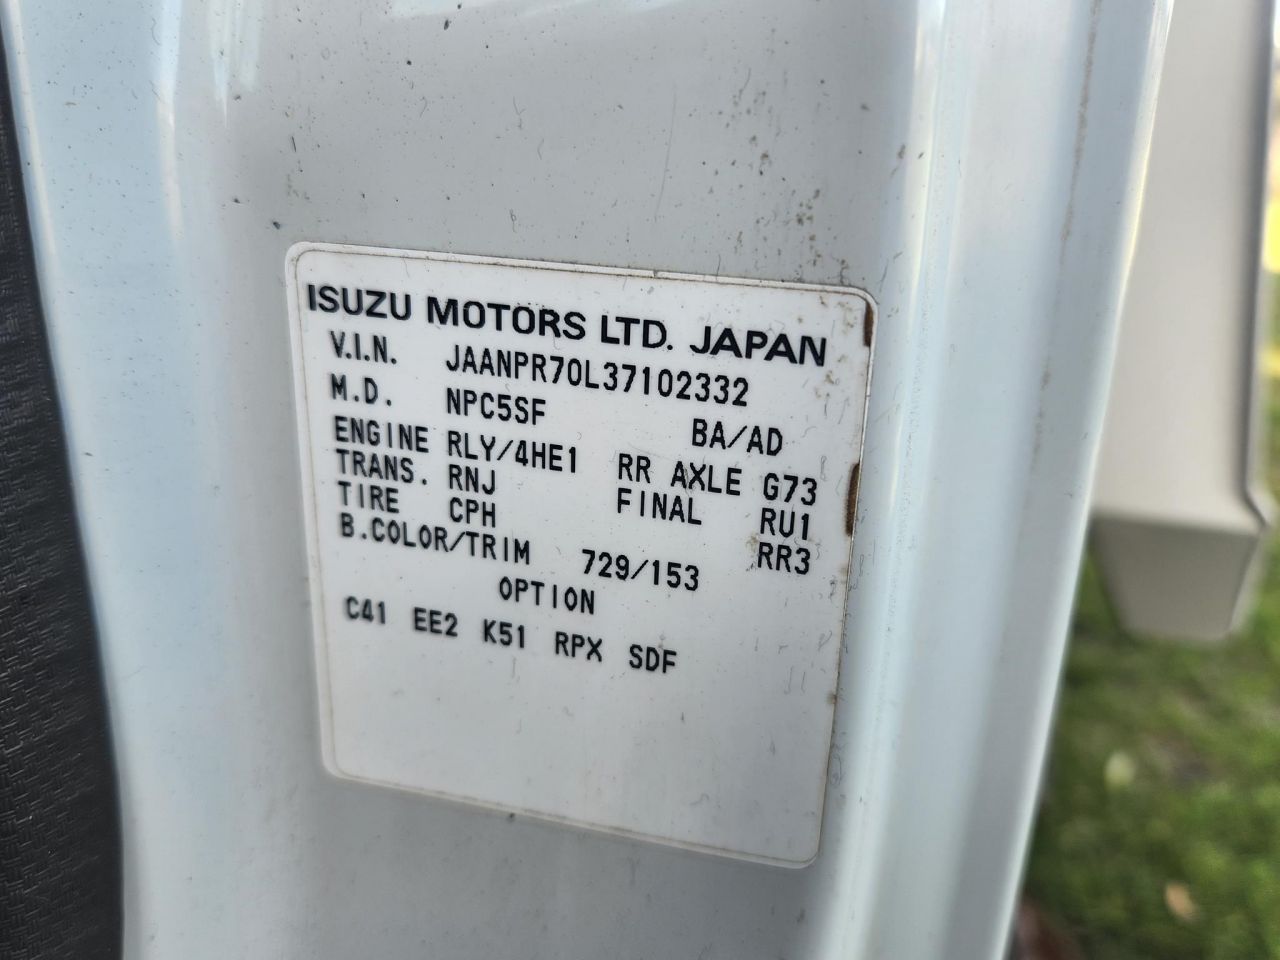 ISUZU MOTORS LTD. JAPAN
V.I.N. JAANPR70L37102332
M.D. NPC5SF BA/AD
ENGINE RLY/4HE1 RR AXLE G73
TRANS. RNJ FINAL RU1
TIRE CPH RR3
B.COLOR/TRIM 729/153
OPTION
C41 EE2 K51 RPX SDF